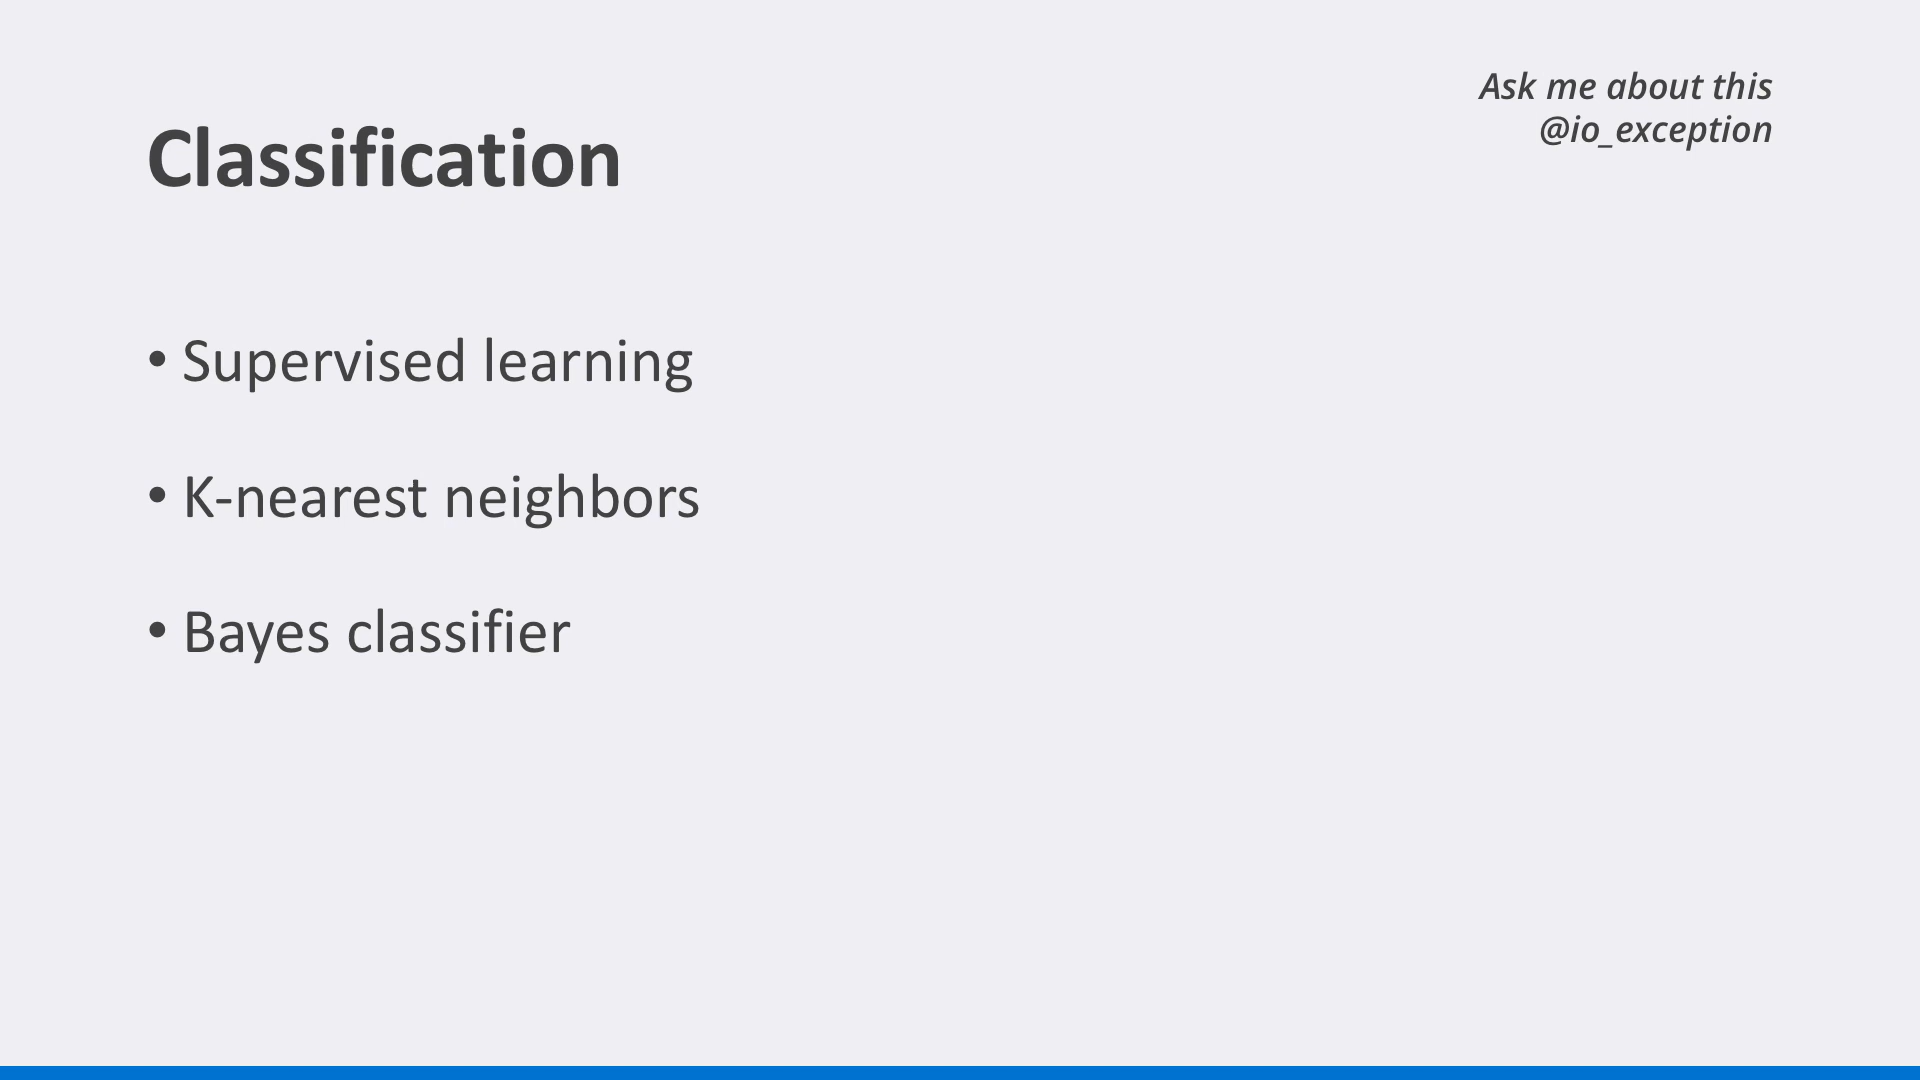 Ask me about this
@io_exception
Classification
• Supervised learning
• K-nearest neighbors
• Bayes classifier